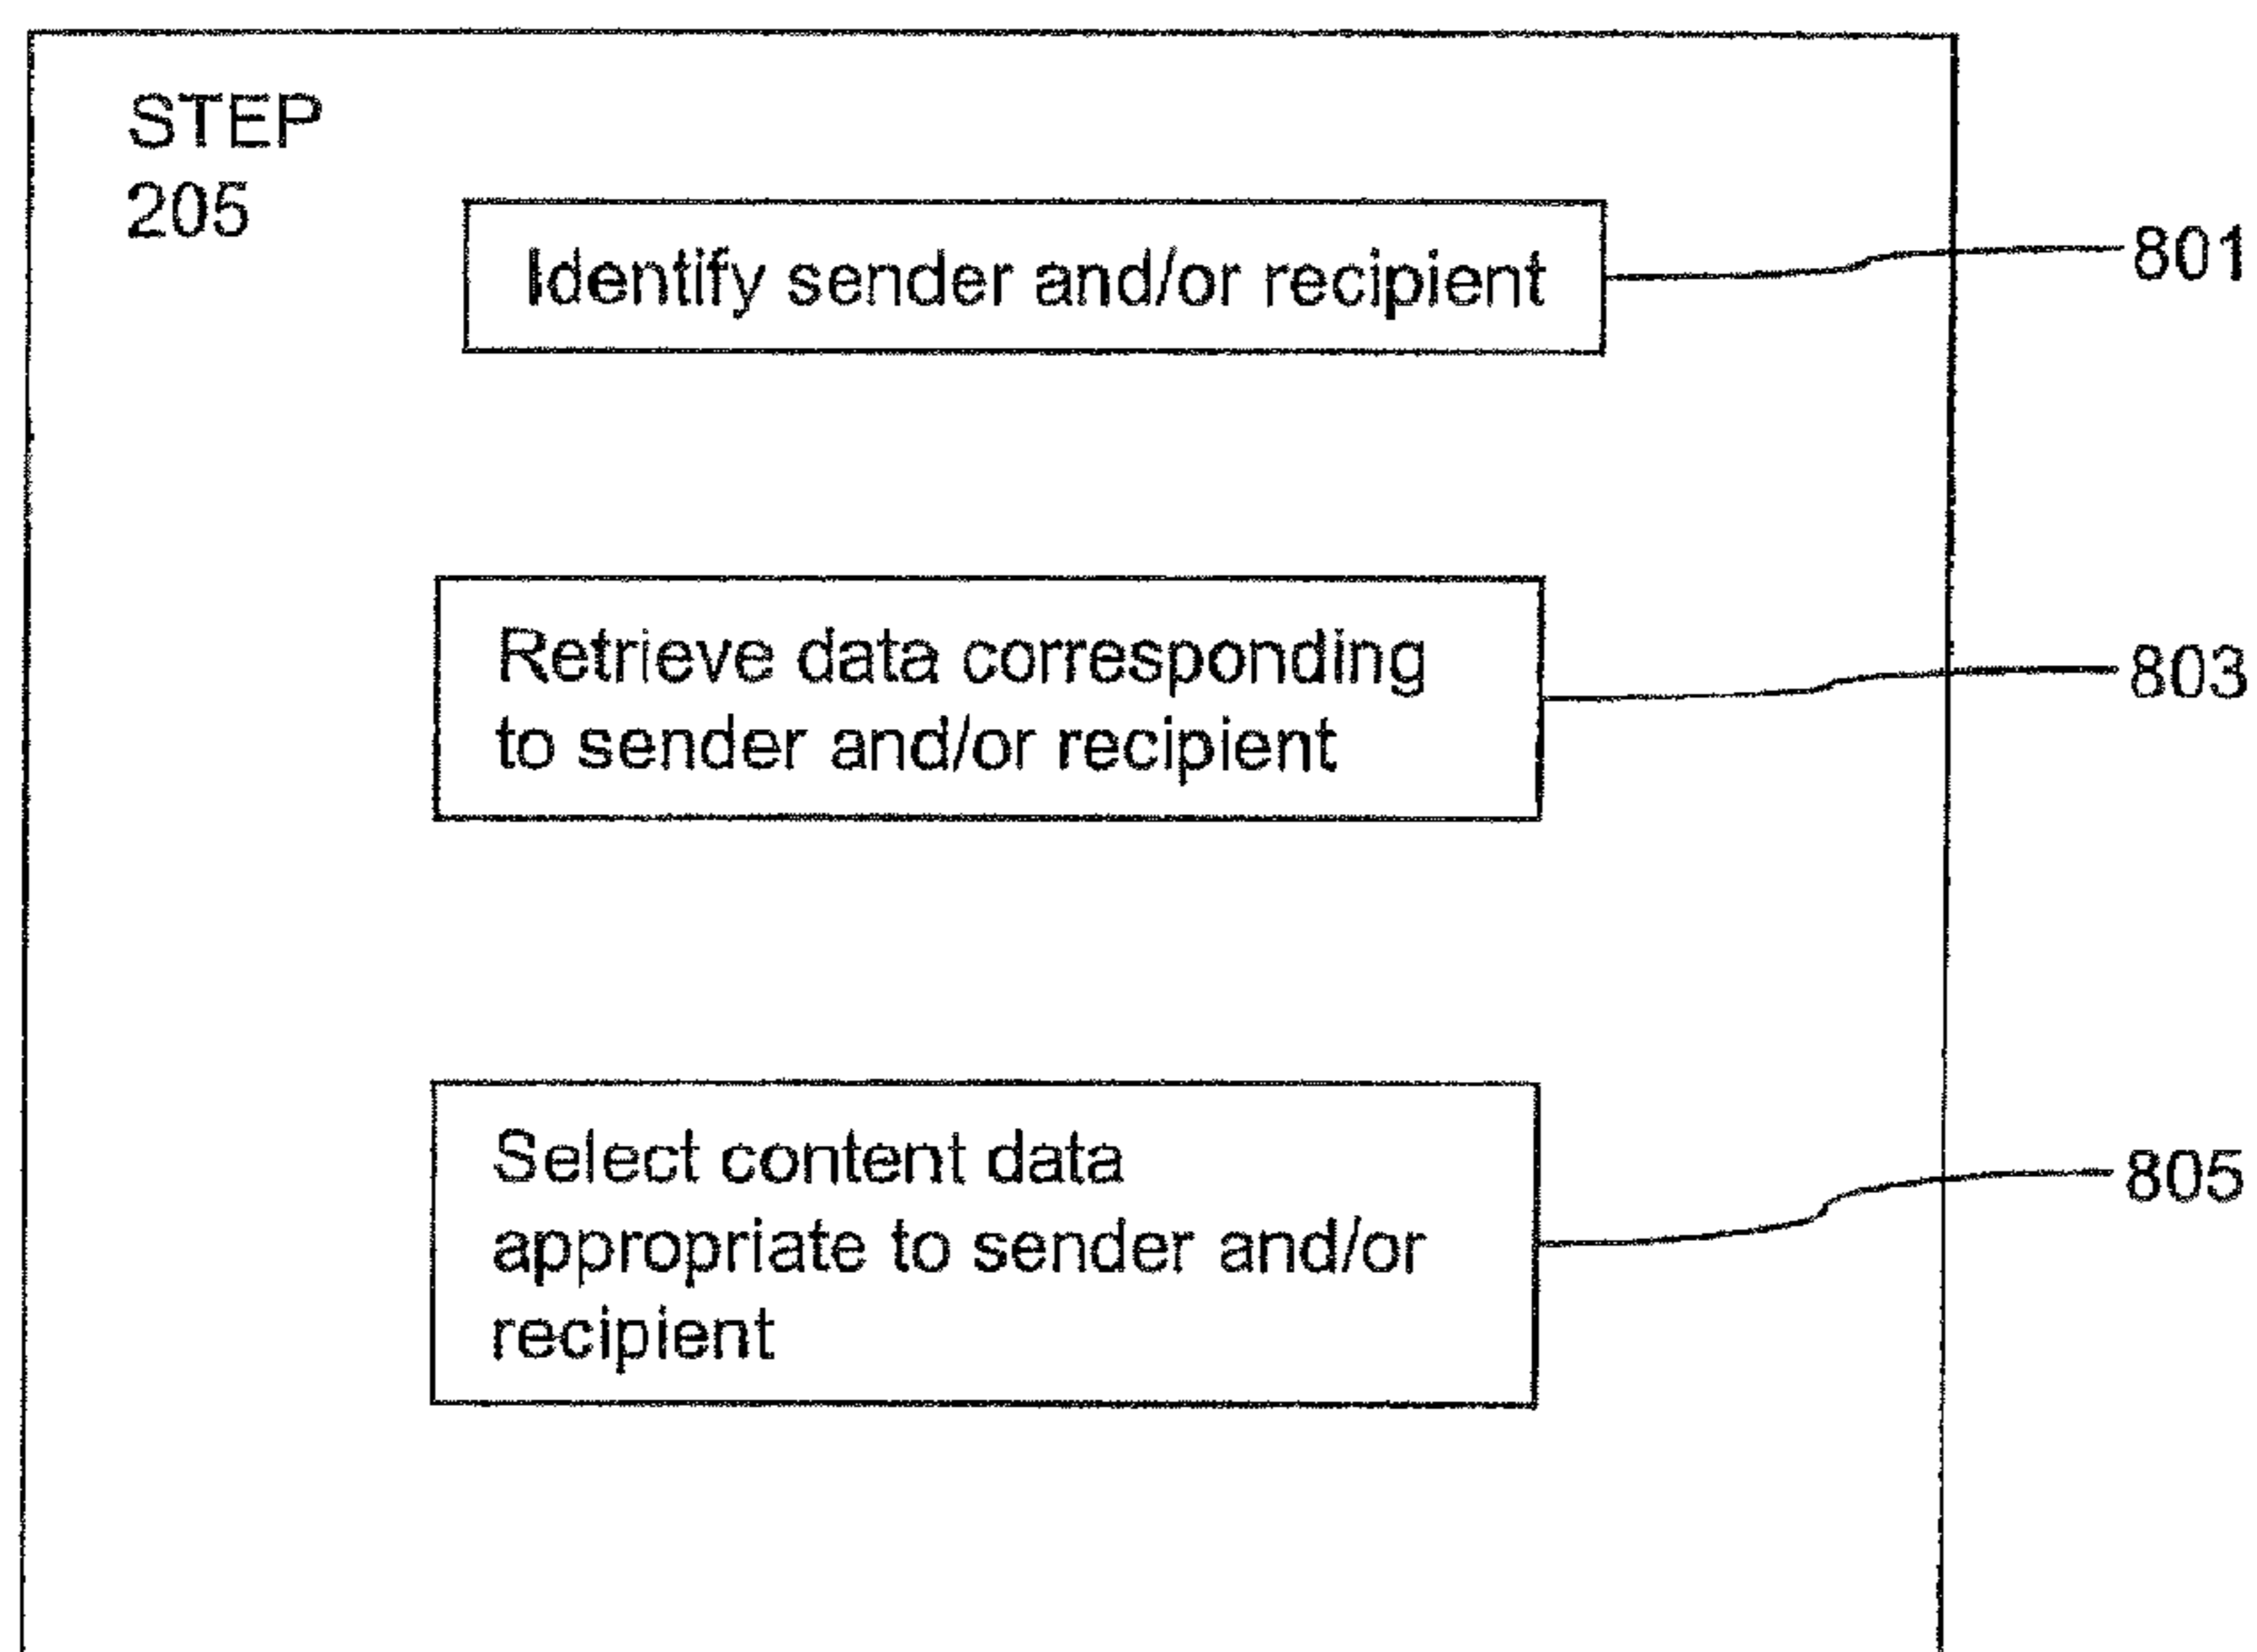 STEP
205
Identify sender and/or recipient
801
Retrieve data corresponding
to sender and/or recipient
803
Select content data
appropriate to sender and/or
recipient
805